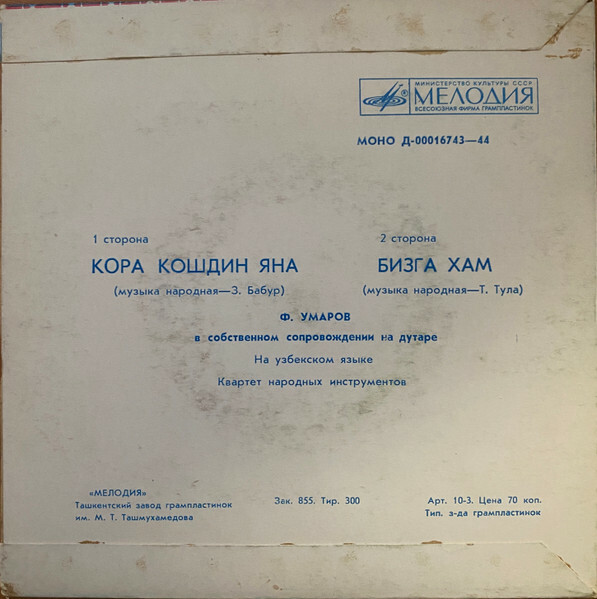 МИНИСТЕРСТВО КУЛЬТУРЫ СССР
МЕЛОДИЯ
ВСЕСОЮЗНАЯ ФИРМА ГРАМПЛАСТИНОК
МОНО Д-00016743—44
1 сторона
КОРА КОШДИН ЯНА
(музыка народная—З. Бабур)
2 сторона
БИЗГА ХАМ
(музыка народная—Т. Тула)
Ф. УМАРОВ
в собственном сопровождении на дутаре
На узбекском языке
Квартет народных инструментов
«МЕЛОДИЯ»
Ташкентский завод грампластинок
им. М. Т. Ташмухамедова
Зак. 855. Тир. 300
Арт. 10-3. Цена 70 коп.
Тип. з-да грампластинок